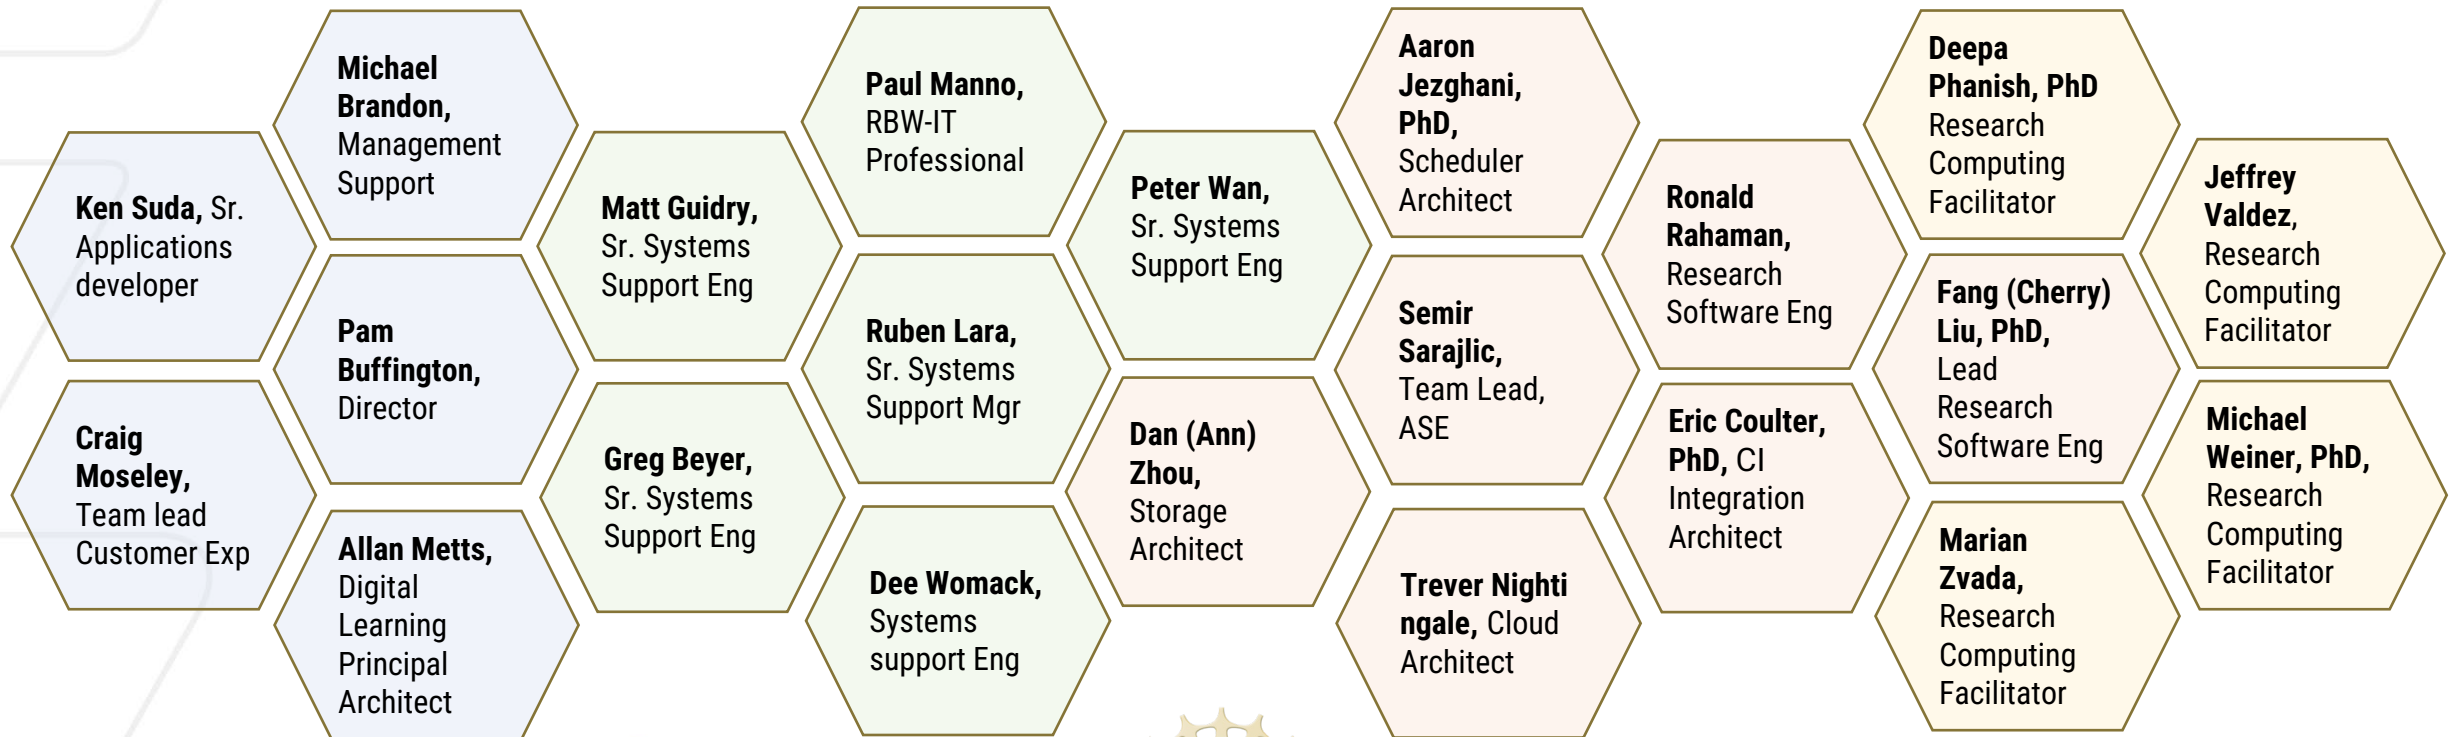 Ken Suda, Sr.
Applications
developer
Craig
Moseley,
Team lead
Customer Exp
Michael
Brandon,
Management
Support
Pam
Buffington,
Director
Allan Metts,
Digital
Learning
Principal
Architect
Matt Guidry,
Sr. Systems
Support Eng
Greg Beyer,
Sr. Systems
Support Eng
Paul Manno,
RBW-IT
Professional
Ruben Lara,
Sr. Systems
Support Mgr
Dee Womack,
Systems
support Eng
Peter Wan,
Sr. Systems
Support Eng
Dan (Ann)
Zhou,
Storage
Architect
Aaron
Jezghani,
PhD,
Scheduler
Architect
Semir
Sarajlic,
Team Lead,
ASE
Trever Nighti
ngale, Cloud
Architect
Ronald
Rahaman,
Research
Software Eng
Eric Coulter,
PhD, CI
Integration
Architect
Deepa
Phanish, PhD
Research
Computing
Facilitator
Fang (Cherry)
Liu, PhD,
Lead
Research
Software Eng
Marian
Zvada,
Research
Computing
Facilitator
Jeffrey
Valdez,
Research
Computing
Facilitator
Michael
Weiner, PhD,
Research
Computing
Facilitator